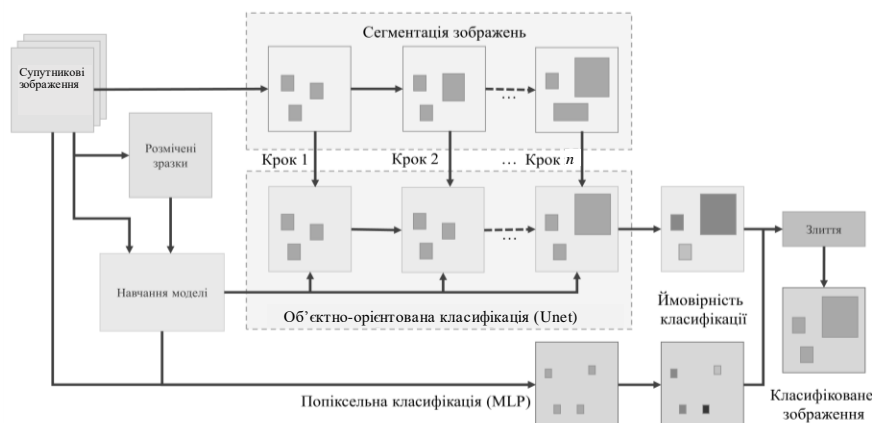 Сегментація зображень
Супутникові
зображення
...
Розмічені
зразки
Крок 1
Крок 2
... Крок n
...
Навчання моделі
Об’єктно-орієнтована класифікація (Unet)
Злиття
Ймовірність
класифікації
Попіксельна класифікація (MLP)
Класифіковане
зображення